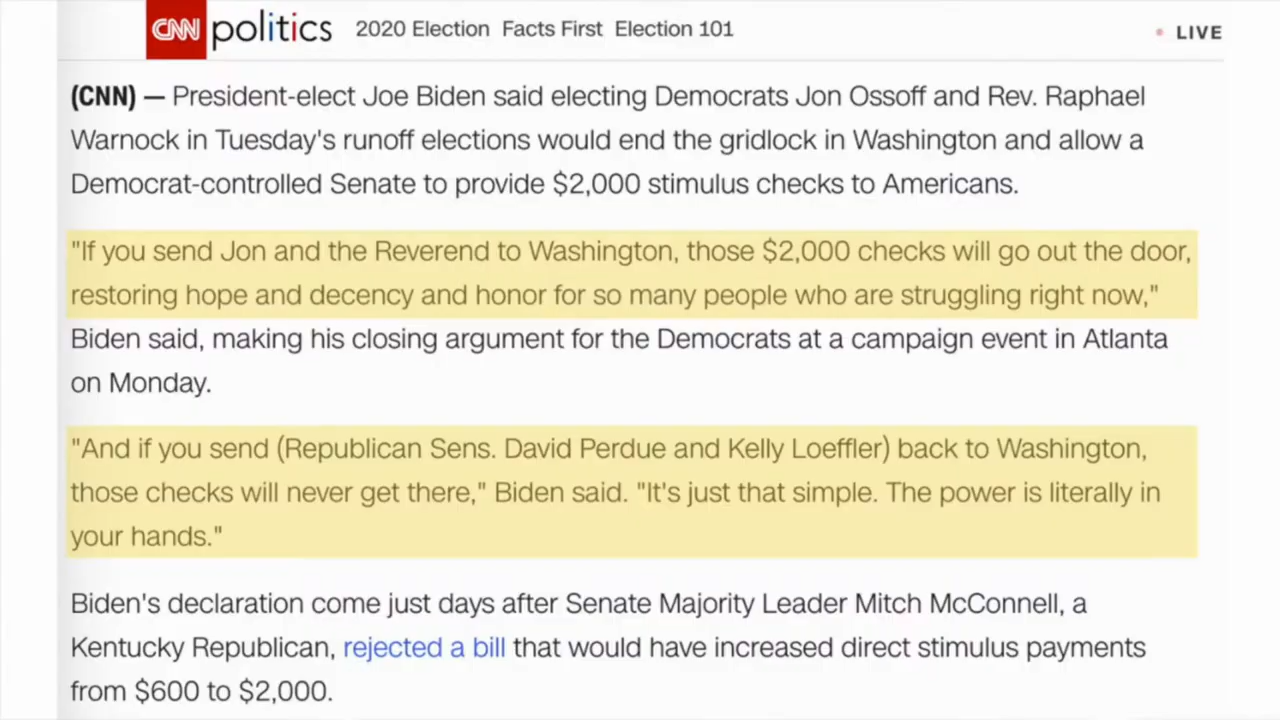 CNN politics 2020 Election Facts First Election 101 LIVE
(CNN) — President-elect Joe Biden said electing Democrats Jon Ossoff and Rev. Raphael
Warnock in Tuesday's runoff elections would end the gridlock in Washington and allow a
Democrat-controlled Senate to provide $2,000 stimulus checks to Americans.
"If you send Jon and the Reverend to Washington, those $2,000 checks will go out the door,
restoring hope and decency and honor for so many people who are struggling right now,"
Biden said, making his closing argument for the Democrats at a campaign event in Atlanta
on Monday.
"And if you send (Republican Sens. David Perdue and Kelly Loeffler) back to Washington,
those checks will never get there," Biden said. "It's just that simple. The power is literally in
your hands."
Biden's declaration come just days after Senate Majority Leader Mitch McConnell, a
Kentucky Republican, rejected a bill that would have increased direct stimulus payments
from $600 to $2,000.